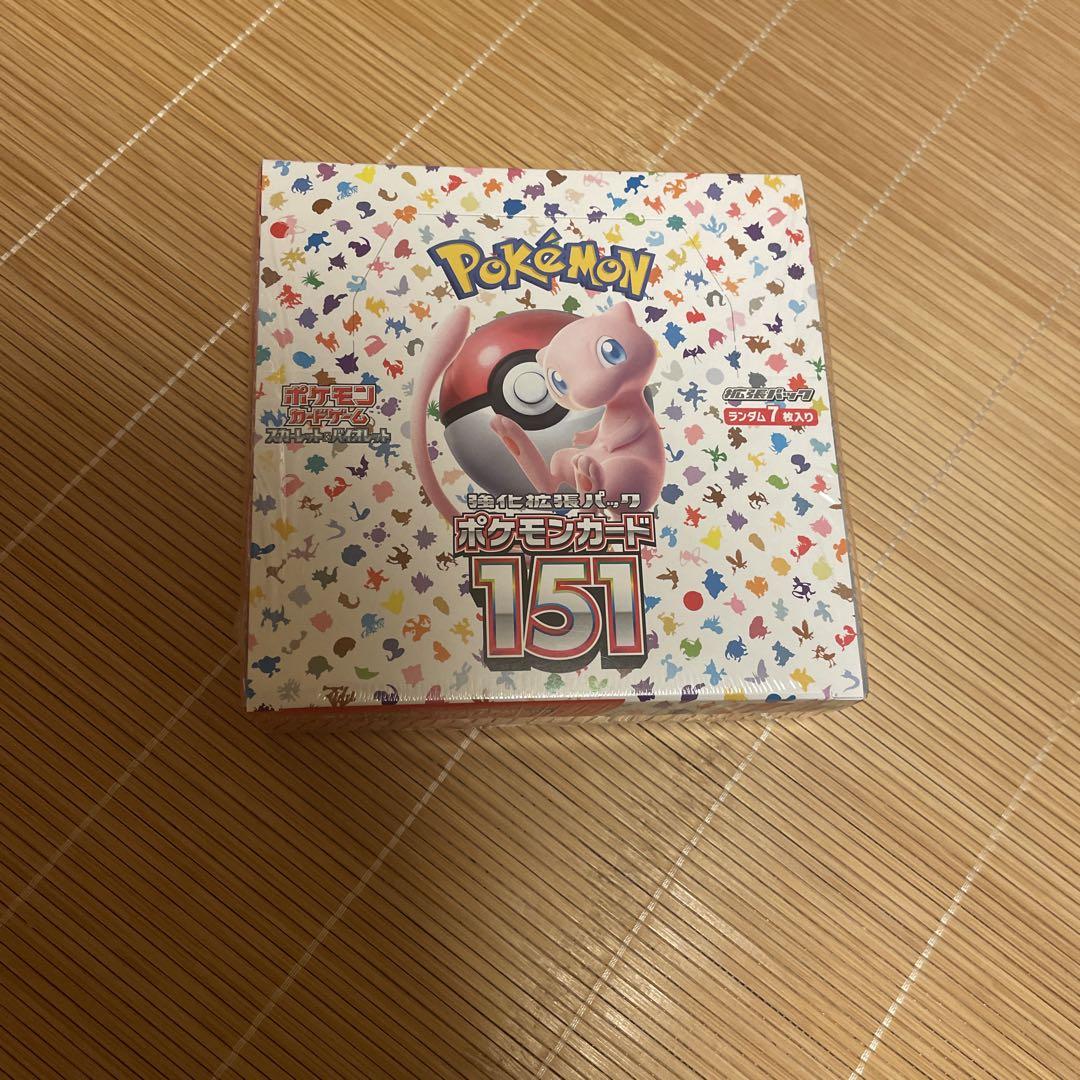 POKéMON
ポケモン
カードゲーム
スカーレット&バイオレット
拡張パック
ランダム7枚入り
強化拡張パック
ポケモンカード
151